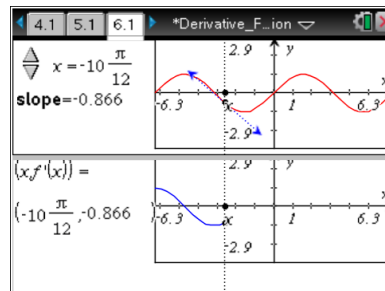 4.1 5.1 6.1 *Derivative_F...ion
x=-10 π/12
slope=-0.866
2.9 y
x
-6.3 1 6.3
-2.9
(x,f'(x)) =
(-10 π/12 ,-0.866 )
2.9 y
x x
-6.3 1 6.3
-2.9